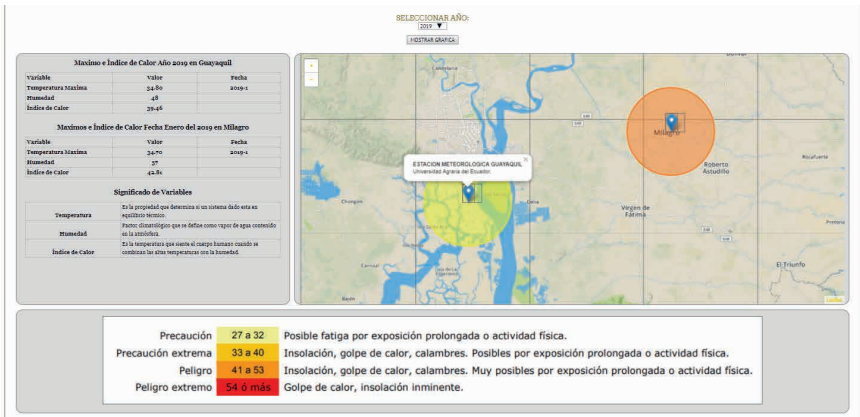 SELECCIONAR AÑO:
2019
MOSTRAR GRAFICA
Maximo e Índice de Calor Año 2019 en Guayaquil
Variable Valor Fecha
Temperatura Maxima 34.80 2019-1
Humedad 48
Índice de Calor 39.46
Maximos e Índice de Calor Fecha Enero del 2019 en Milagro
Variable Valor Fecha
Temperatura Maxima 34.70 2019-1
Humedad 37
Índice de Calor 42.81
Significado de Variables
Temperatura Es la propiedad que determina si un sistema dado esta en
equilibrio térmico.
Humedad Factor climatológico que se define como vapor de agua contenido
en la atmósfera.
Índice de Calor Es la temperatura que siente el cuerpo humano cuando se
combinan las altas temperaturas con la humedad.
+
-
ESTACION METEOROLOGICA GUAYAQUIL
Universidad Agraria del Ecuador.
Milagro
Roberto
Astudillo
Rocafuerte
Chongon
Virgen de
Fátima
El Triunfo
Leaflet
Precaución 27 a 32 Posible fatiga por exposición prolongada o actividad física.
Precaución extrema 33 a 40 Insolación, golpe de calor, calambres. Posibles por exposición prolongada o actividad física.
Peligro 41 a 53 Insolación, golpe de calor, calambres. Muy posibles por exposición prolongada o actividad física.
Peligro extremo 54 ó más Golpe de calor, insolación inminente.